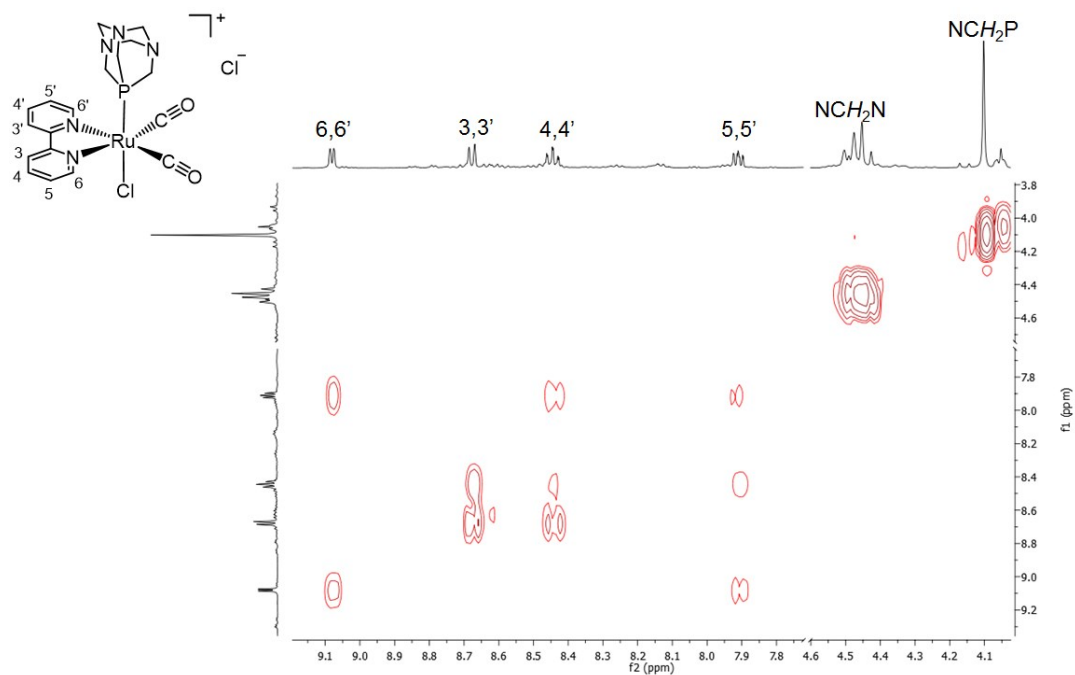 N
N
N
P
+
Cl−
4'
5'
6'
3'
N
C≡O
Ru
3
N
C≡O
4
5
6
Cl
6,6'
3,3'
4,4'
5,5'
NCH2N
NCH2P
3.8
4.0
4.2
4.4
4.6
7.8
8.0
8.2
8.4
8.6
8.8
9.0
9.2
f1 (ppm)
9.1 9.0 8.9 8.8 8.7 8.6 8.5 8.4 8.3 8.2 8.1 8.0 7.9 7.8 7.6 4.6 4.5 4.4 4.3 4.2 4.1
f2 (ppm)